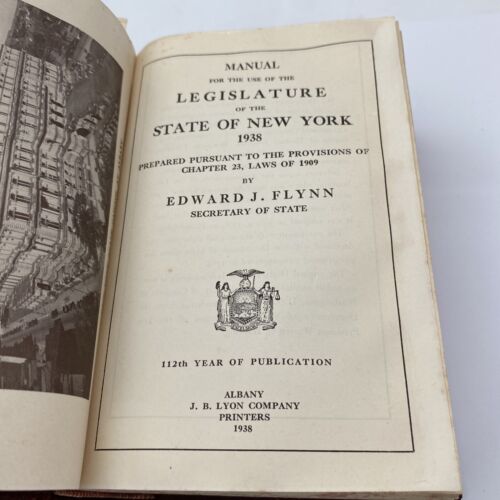 MANUAL
FOR THE USE OF THE
LEGISLATURE
OF THE
STATE OF NEW YORK
1938
PREPARED PURSUANT TO THE PROVISIONS OF
CHAPTER 23, LAWS OF 1909
BY
EDWARD J. FLYNN
SECRETARY OF STATE
EXCELSIOR
112th YEAR OF PUBLICATION
ALBANY
J. B. LYON COMPANY
PRINTERS
1938